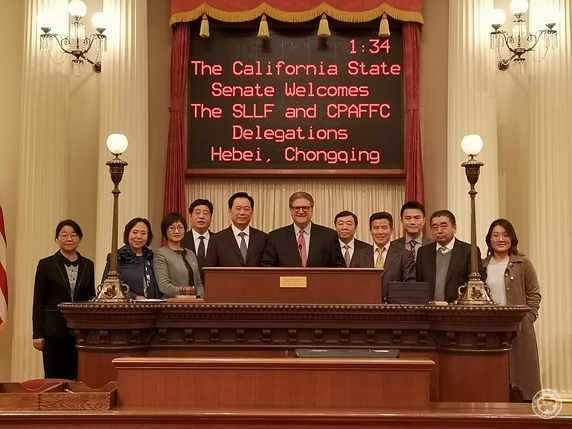 1:34
The California State
Senate Welcomes
The SLLF and CPAFFC
Delegations
Hebei, Chongqing